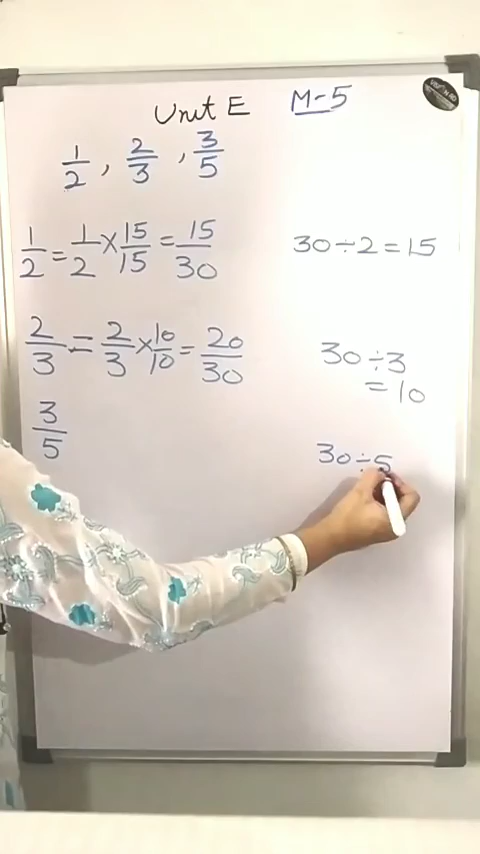 Unit E M-5
1/2, 2/3, 3/5
1/2 = 1/2 × 15/15 = 15/30
30 ÷ 2 = 15
2/3 = 2/3 × 10/10 = 20/30
30 ÷ 3
= 10
3/5
30 ÷ 5